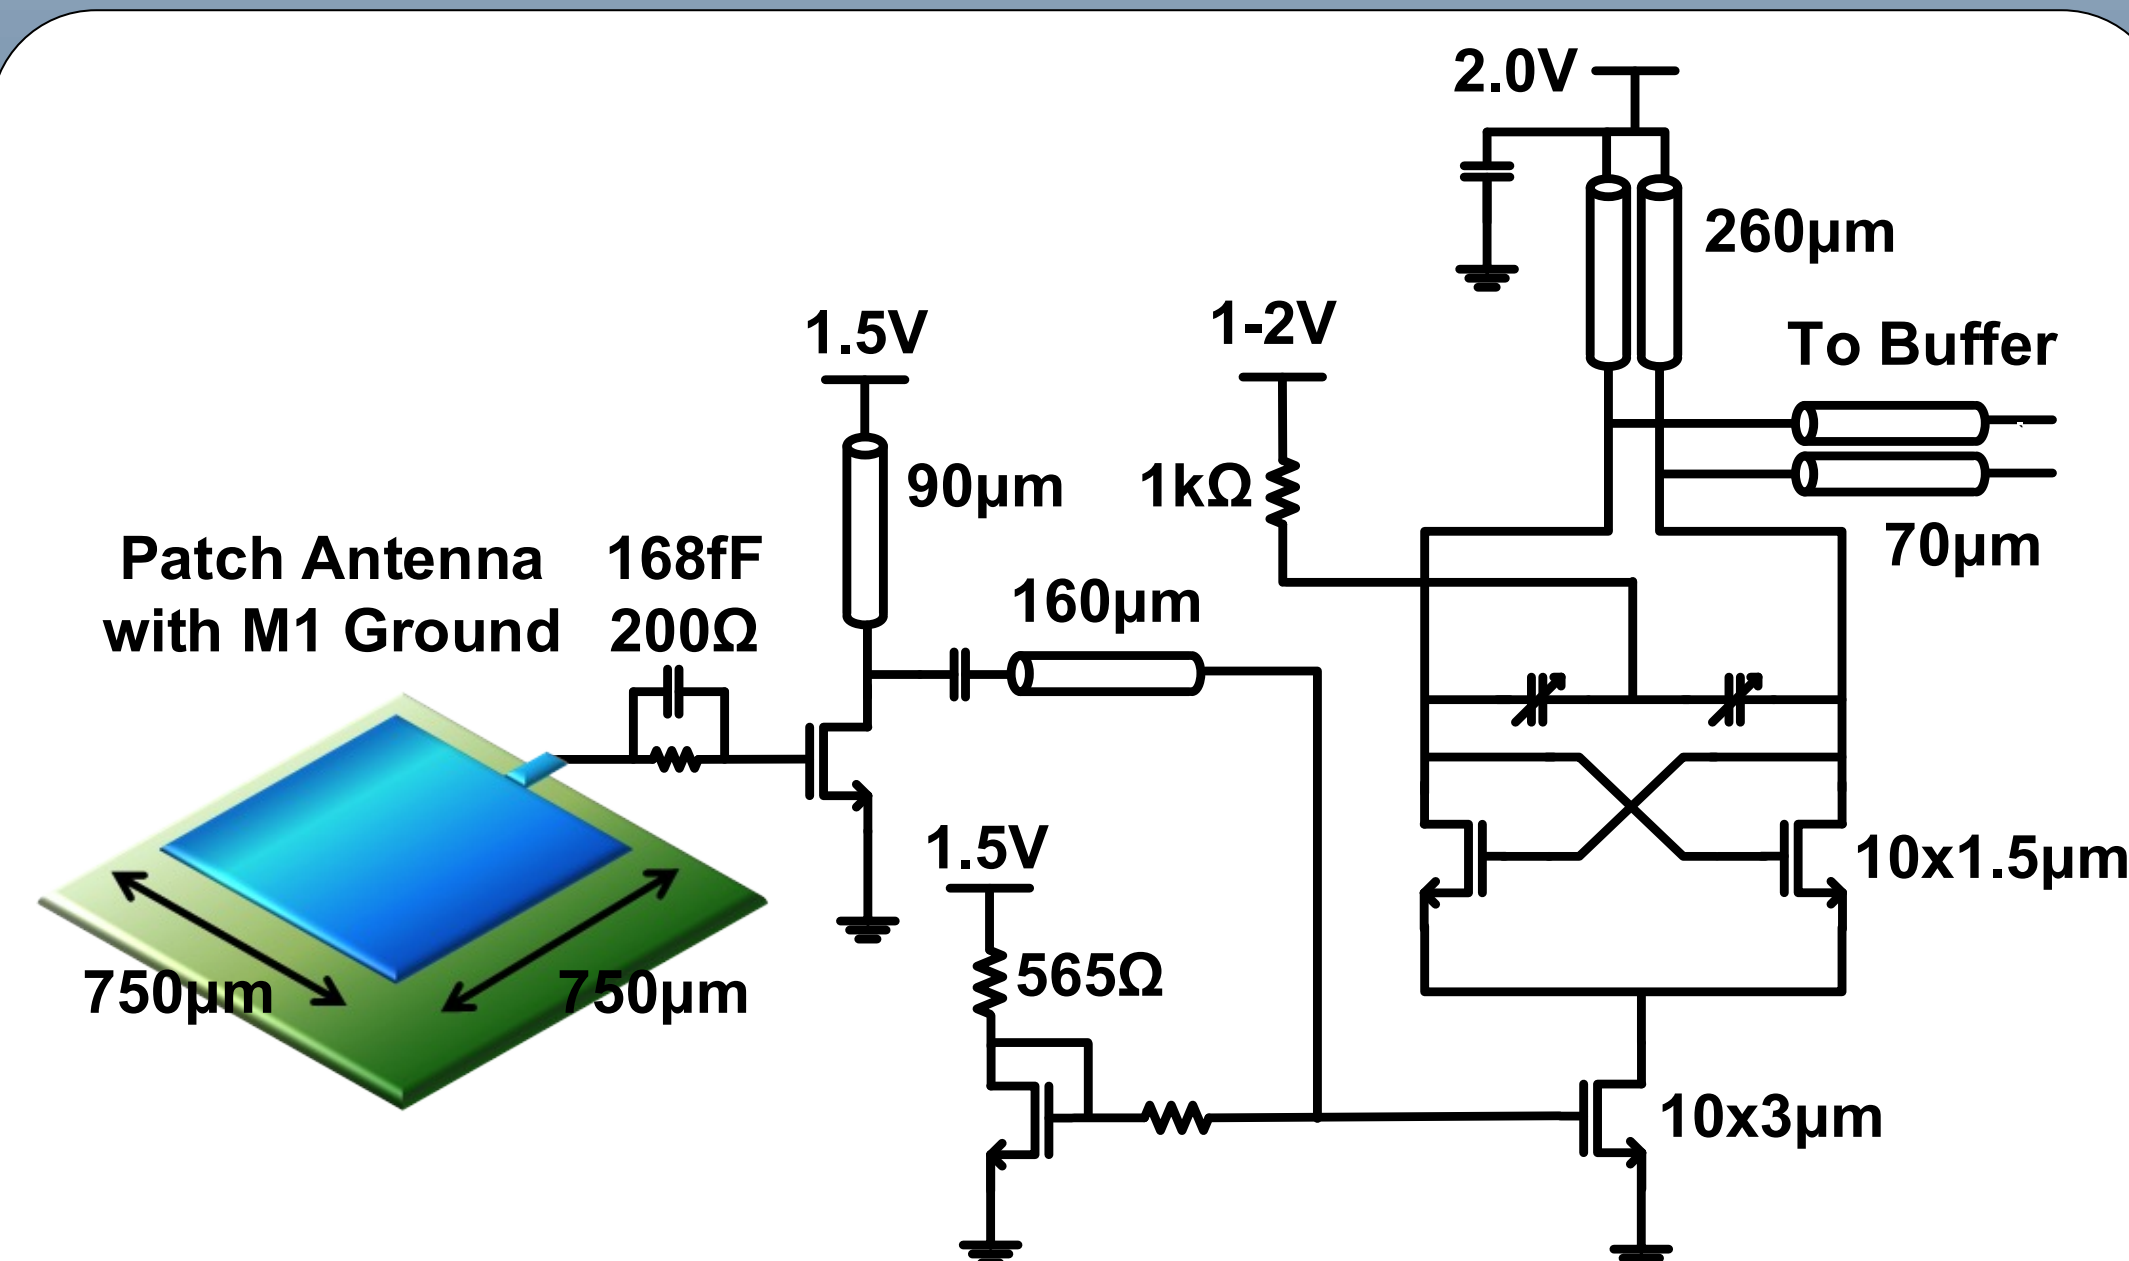 2.0V
260µm
1.5V
1-2V
To Buffer
90µm
1kΩ
70µm
Patch Antenna
with M1 Ground
168fF
200Ω
160µm
1.5V
10x1.5µm
750µm
750µm
565Ω
10x3µm